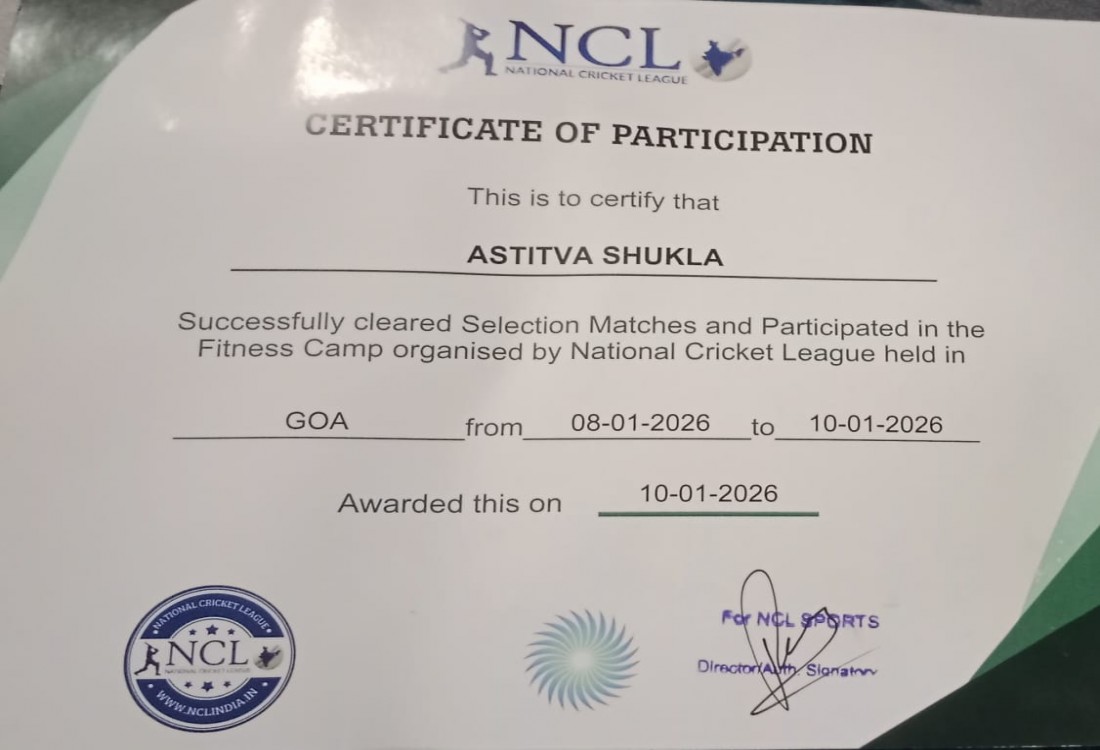 NCL
NATIONAL CRICKET LEAGUE
CERTIFICATE OF PARTICIPATION
This is to certify that
ASTITVA SHUKLA
Successfully cleared Selection Matches and Participated in the
Fitness Camp organised by National Cricket League held in
GOA from 08-01-2026 to 10-01-2026
Awarded this on 10-01-2026
NATIONAL CRICKET LEAGUE
NCL
NATIONAL CRICKET LEAGUE
WWW.NCLINDIA.IN
For NCL SPORTS
Director/Auth. Signatory